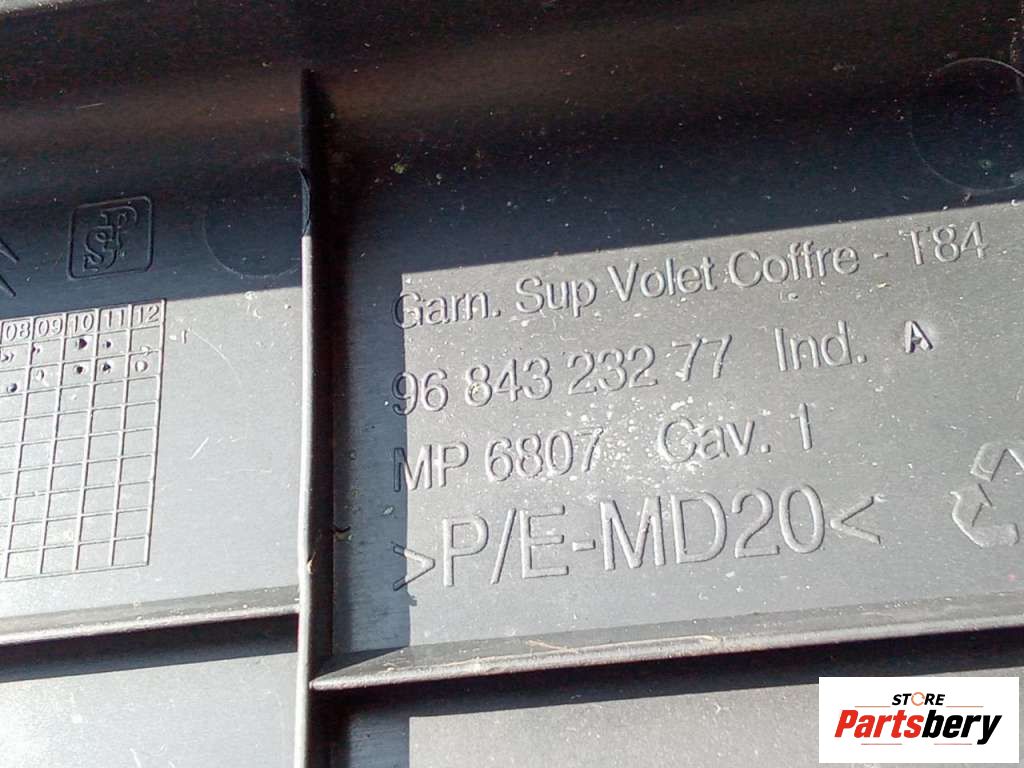 08 09 10 11 12
Garn. Sup Volet Coffre - T84
96 843 232 77 Ind. A
MP 6807 Cav. 1
>P/E-MD20<
STORE
Partsbery